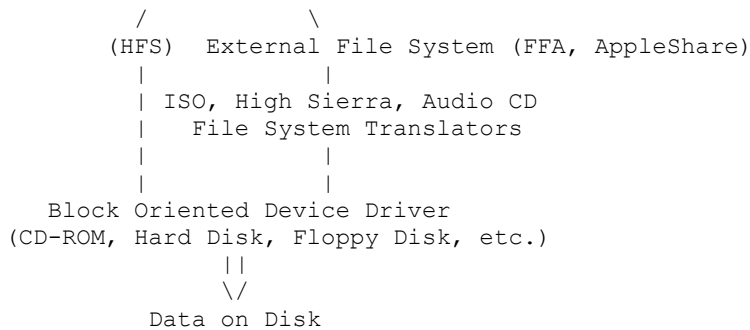 / \
(HFS) External File System (FFA, AppleShare)
| |
| ISO, High Sierra, Audio CD
| File System Translators
| |
| |
Block Oriented Device Driver
(CD-ROM, Hard Disk, Floppy Disk, etc.)
||
\/
Data on Disk